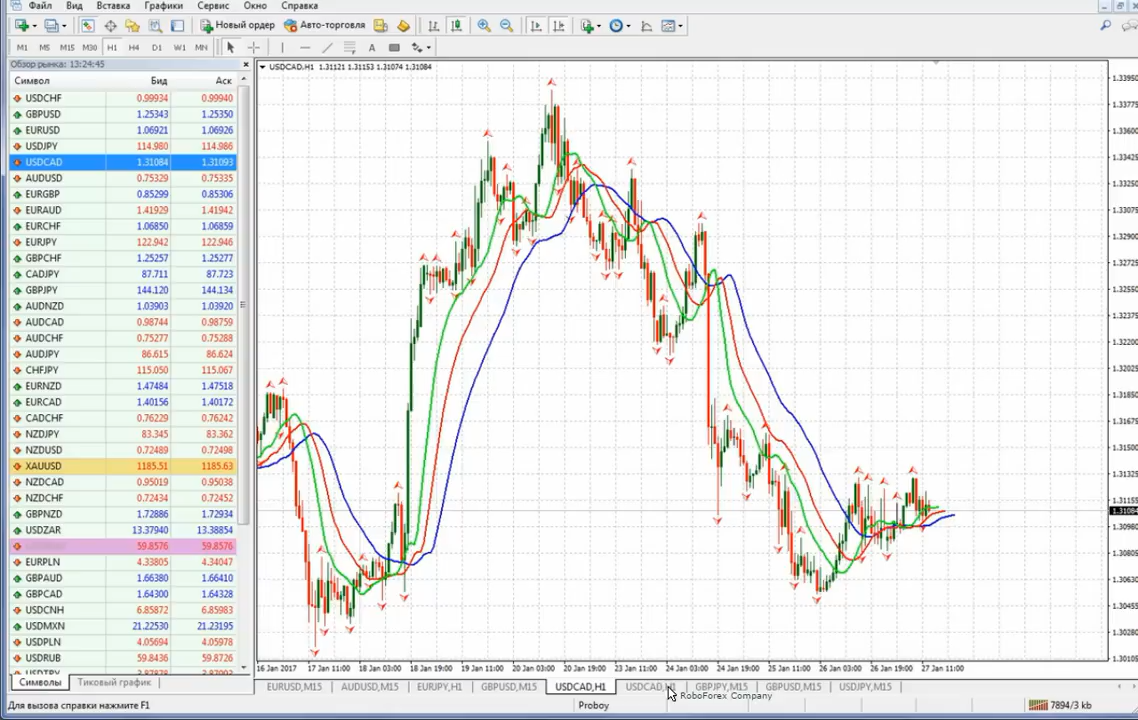 Файл Вид Вставка Графики Сервис Окно Справка
Новый ордер Авто-торговля
M1 M5 M15 M30 H1 H4 D1 W1 MN A
Обзор рынка: 13:24:45
Символ Бид Аск
USDCHF 0.99934 0.99940
GBPUSD 1.25343 1.25350
EURUSD 1.06921 1.06926
USDJPY 114.980 114.986
USDCAD 1.31084 1.31093
AUDUSD 0.75329 0.75335
EURGBP 0.85299 0.85306
EURAUD 1.41929 1.41942
EURCHF 1.06850 1.06859
EURJPY 122.942 122.946
GBPCHF 1.25257 1.25277
CADJPY 87.711 87.723
GBPJPY 144.120 144.134
AUDNZD 1.03903 1.03920
AUDCAD 0.98744 0.98759
AUDCHF 0.75277 0.75288
AUDJPY 86.615 86.624
CHFJPY 115.050 115.067
EURNZD 1.47484 1.47518
EURCAD 1.40156 1.40172
CADCHF 0.76229 0.76242
NZDJPY 83.345 83.362
NZDUSD 0.72489 0.72498
XAUUSD 1185.51 1185.63
NZDCAD 0.95019 0.95038
NZDCHF 0.72434 0.72452
GBPNZD 1.72886 1.72934
USDZAR 13.37940 13.38854
59.8576 59.8576
EURPLN 4.33805 4.34047
GBPAUD 1.66380 1.66410
GBPCAD 1.64300 1.64328
USDCNH 6.85872 6.85983
USDMXN 21.22530 21.23195
USDPLN 4.05694 4.05978
USDRUB 59.8436 59.8726
Символы Тиковый график
USDCAD,H1 1.31121 1.31153 1.31074 1.31084
1.33950
1.33775
1.33600
1.33425
1.33250
1.33075
1.32900
1.32725
1.32550
1.32375
1.32200
1.32025
1.31850
1.31675
1.31500
1.31325
1.31155
1.31084
1.30980
1.30805
1.30630
1.30455
1.30280
1.30105
16 Jan 2017 17 Jan 11:00 18 Jan 03:00 18 Jan 19:00 19 Jan 11:00 20 Jan 03:00 20 Jan 19:00 23 Jan 11:00 24 Jan 03:00 24 Jan 19:00 25 Jan 11:00 26 Jan 03:00 26 Jan 19:00 27 Jan 11:00
EURUSD,M15 AUDUSD,M15 EURJPY,H1 GBPUSD,M15 USDCAD,H1 USDCAD,H1 GBPJPY,M15 GBPUSD,M15 USDJPY,M15
RoboForex Company
Для вызова справки нажмите F1 Proboy 7894/3 kb